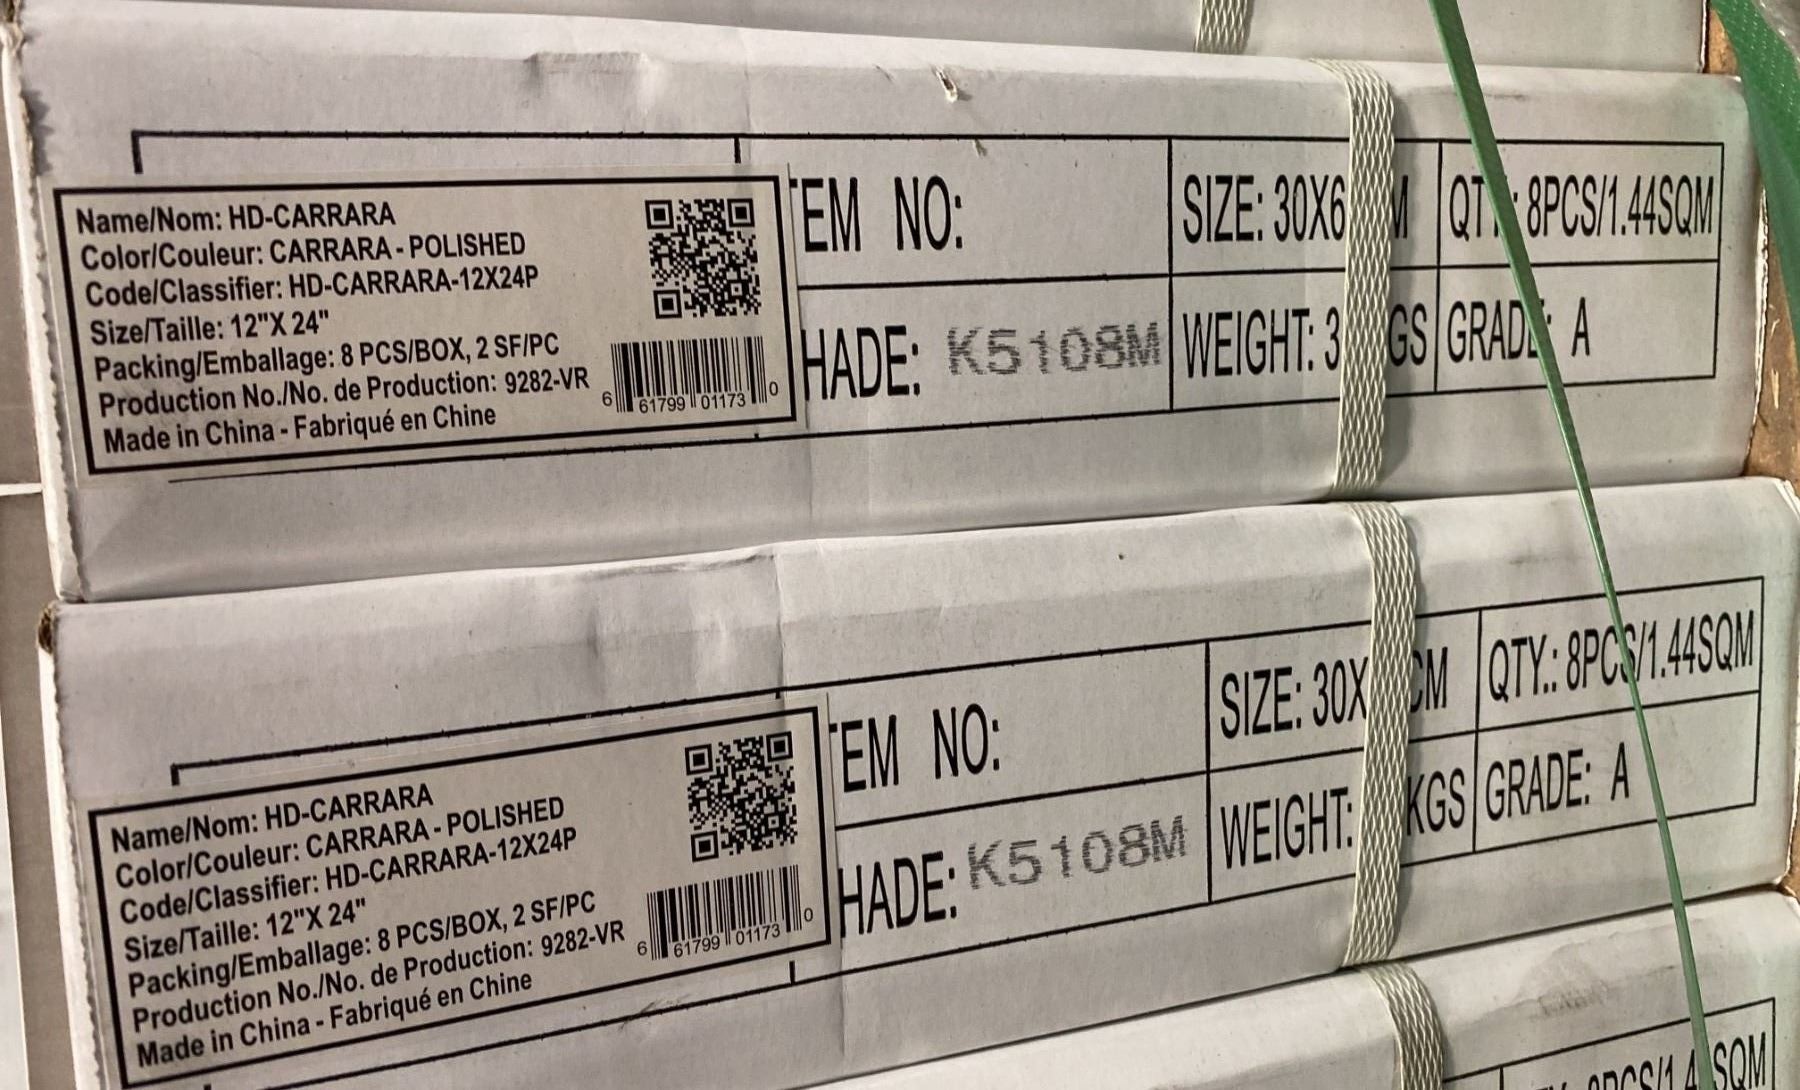 Name/Nom: HD-CARRARA
Color/Couleur: CARRARA - POLISHED
Code/Classifier: HD-CARRARA-12X24P
Size/Taille: 12"X 24"
Packing/Emballage: 8 PCS/BOX, 2 SF/PC
Production No./No. de Production: 9282-VR
Made in China - Fabriqué en Chine
6 61799 01173 0
EM NO:
SIZE: 30X6 M
QTY.: 8PCS/1.44SQM
HADE: K5108M
WEIGHT: 3 GS
GRADE: A
Name/Nom: HD-CARRARA
Color/Couleur: CARRARA - POLISHED
Code/Classifier: HD-CARRARA-12X24P
Size/Taille: 12"X 24"
Packing/Emballage: 8 PCS/BOX, 2 SF/PC
Production No./No. de Production: 9282-VR
Made in China - Fabriqué en Chine
6 61799 01173 0
EM NO:
SIZE: 30X CM
QTY.: 8PCS/1.44SQM
HADE: K5108M
WEIGHT: KGS
GRADE: A